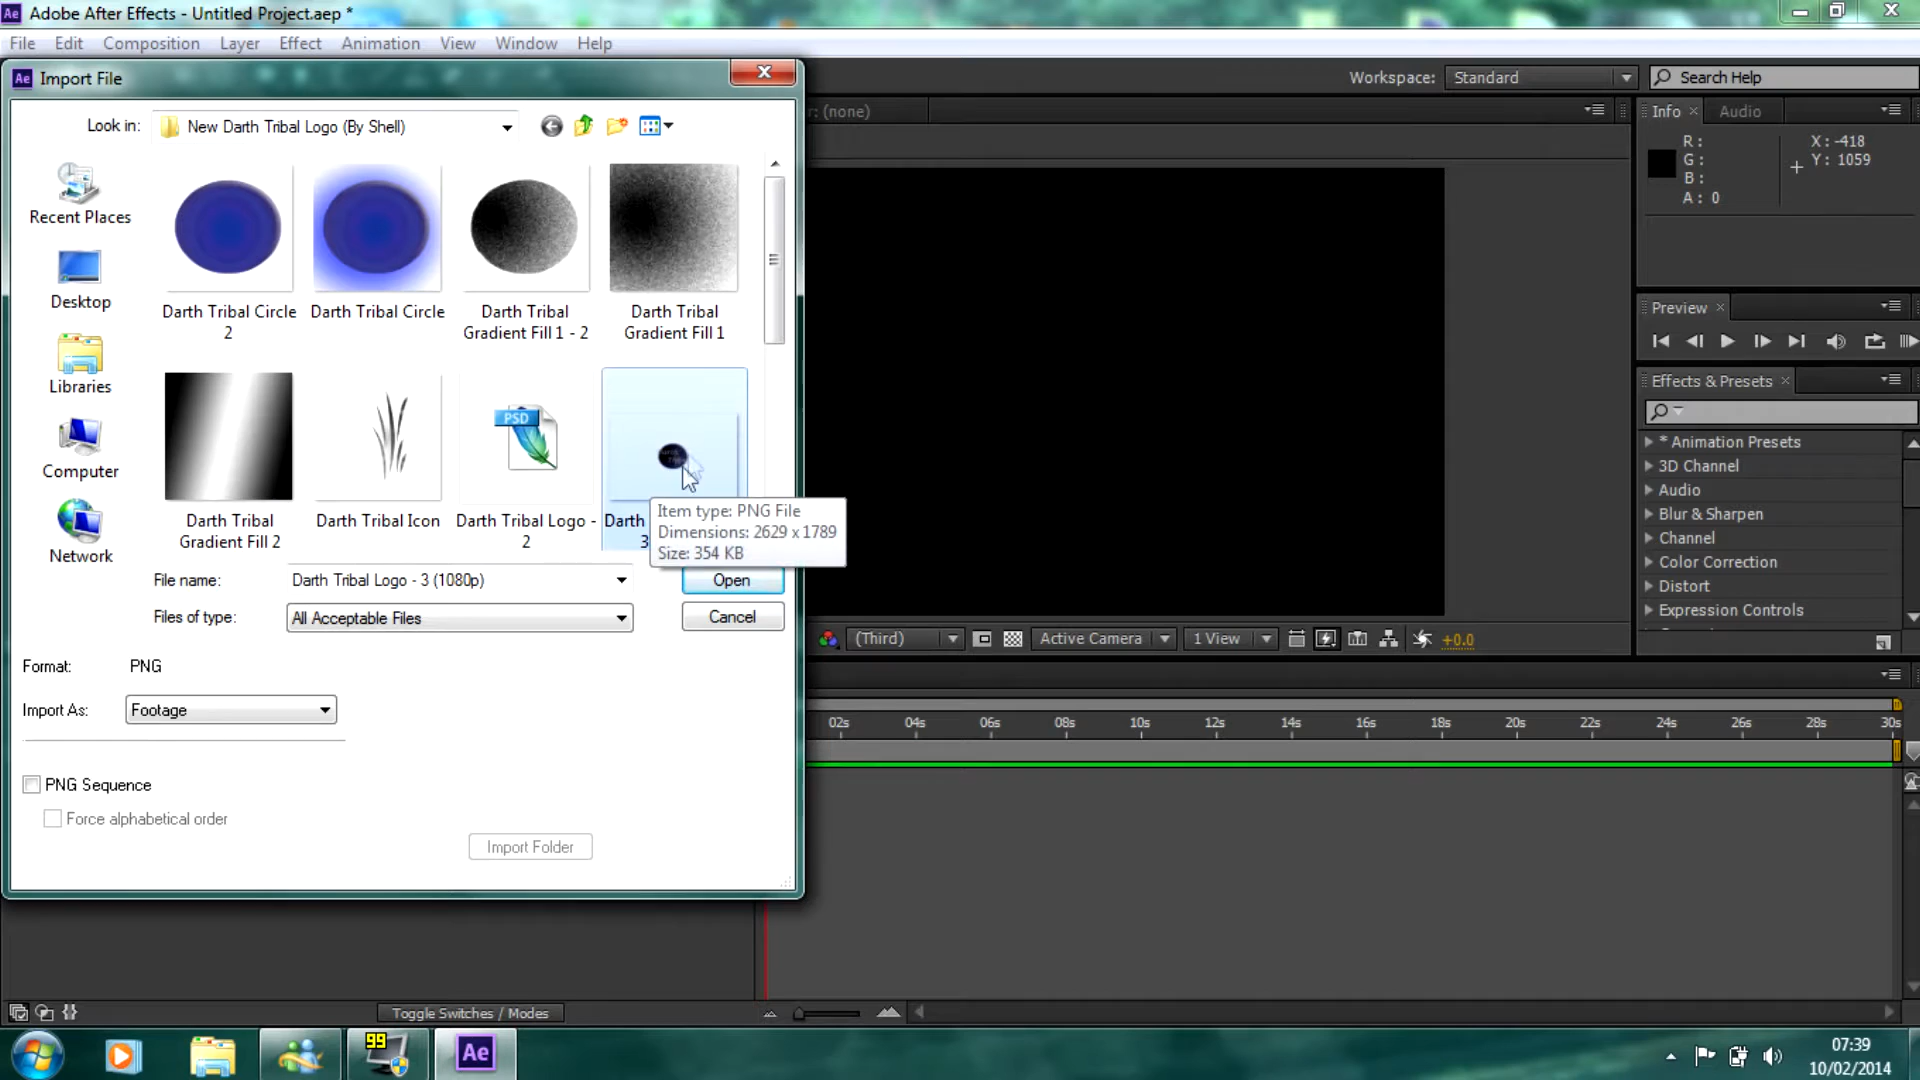 Adobe After Effects - Untitled Project.aep *
File Edit Composition Layer Effect Animation View Window Help
Ae Import File
Workspace: Standard
Search Help
Look in: New Darth Tribal Logo (By Shell)
: (none)
Info × Audio
R : X : -418
G : Y : 1059
B :
A : 0
Recent Places
Desktop
Libraries
Computer
Network
Darth Tribal Circle 2
Darth Tribal Circle
Darth Tribal Gradient Fill 1 - 2
Darth Tribal Gradient Fill 1
PSD
Darth Tribal Gradient Fill 2
Darth Tribal Icon
Darth Tribal Logo - 2
Darth
3
Item type: PNG File
Dimensions: 2629 x 1789
Size: 354 KB
File name: Darth Tribal Logo - 3 (1080p) Open
Files of type: All Acceptable Files Cancel
Format: PNG
Import As: Footage
PNG Sequence
Force alphabetical order
Import Folder
Preview ×
Effects & Presets ×
* Animation Presets
3D Channel
Audio
Blur & Sharpen
Channel
Color Correction
Distort
Expression Controls
(Third) Active Camera 1 View +0.0
02s 04s 06s 08s 10s 12s 14s 16s 18s 20s 22s 24s 26s 28s 30s
Toggle Switches / Modes
99
Ae
07:39
10/02/2014